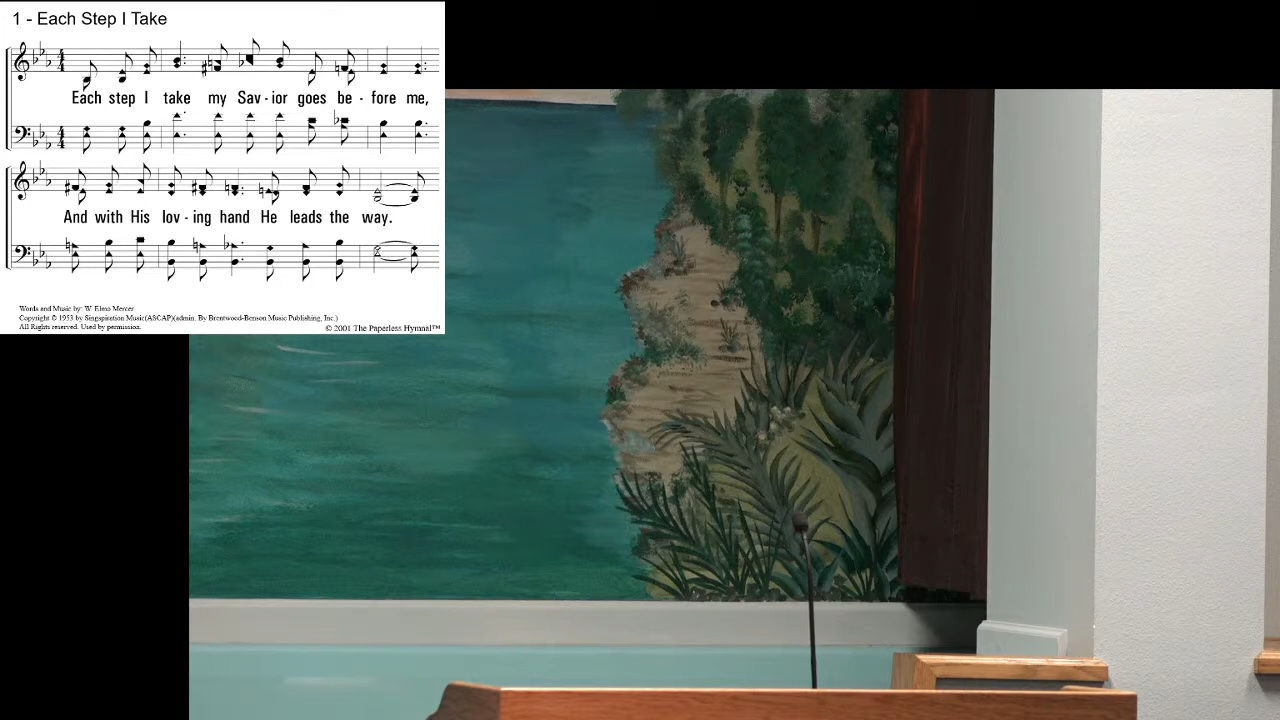 1 - Each Step I Take
Each step I take my Sav - ior goes be - fore me,
And with His lov - ing hand He leads the way.
Words and Music by: W. Elmo Mercer
Copyright © 1953 by Singspiration Music(ASCAP)(admin. By Brentwood-Benson Music Publishing, Inc.)
All Rights reserved. Used by permission.
© 2001 The Paperless Hymnal™